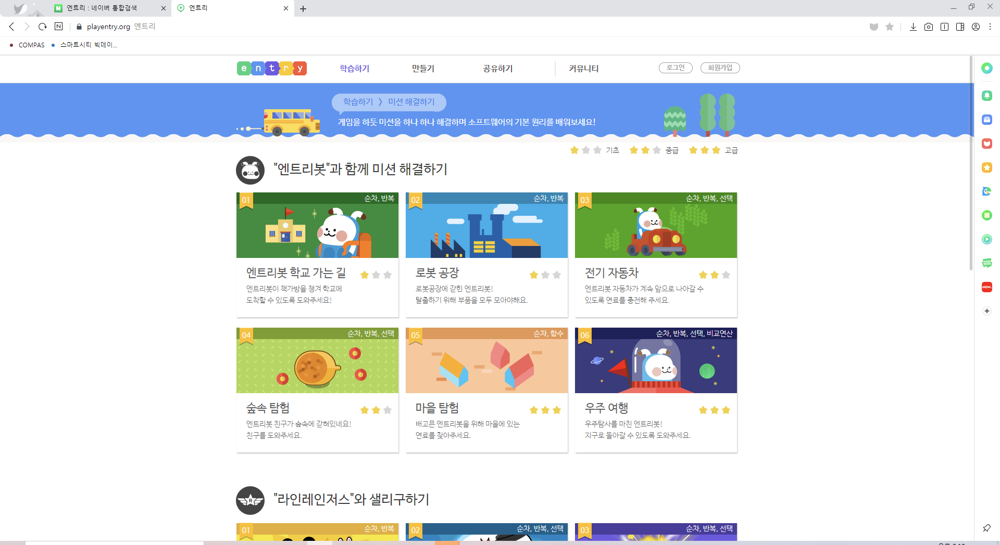 엔트리 : 네이버 통합검색
엔트리
playentry.org 엔트리
COMPAS
스마트시티 빅데이...
entry
학습하기
만들기
공유하기
커뮤니티
로그인
회원가입
학습하기 > 미션 해결하기
게임을 하듯 미션을 하나 하나 해결하며 소프트웨어의 기본 원리를 배워보세요!
기초
중급
고급
"엔트리봇"과 함께 미션 해결하기
01
순차, 반복
엔트리봇 학교 가는 길
엔트리봇이 책가방을 챙겨 학교에
도착할 수 있도록 도와주세요!
02
순차, 반복
로봇 공장
로봇공장에 갇힌 엔트리봇!
탈출하기 위해 부품을 모두 모아야해요.
03
순차, 반복, 선택
전기 자동차
엔트리봇 자동차가 계속 앞으로 나아갈 수
있도록 연료를 충전해 주세요.
04
순차, 반복, 선택
숲속 탐험
엔트리봇 친구가 숲속에 갇혀있네요!
친구를 도와주세요.
05
순차, 함수
마을 탐험
배고픈 엔트리봇을 위해 마을에 있는
연료를 찾아주세요.
06
순차, 반복, 선택, 비교연산
우주 여행
우주탐사를 마친 엔트리봇!
지구로 돌아갈 수 있도록 도와주세요.
R
"라인레인저스"와 샐리구하기
01
순차, 반복
02
순차, 반복, 선택
03
순차, 반복, 선택
NOW.